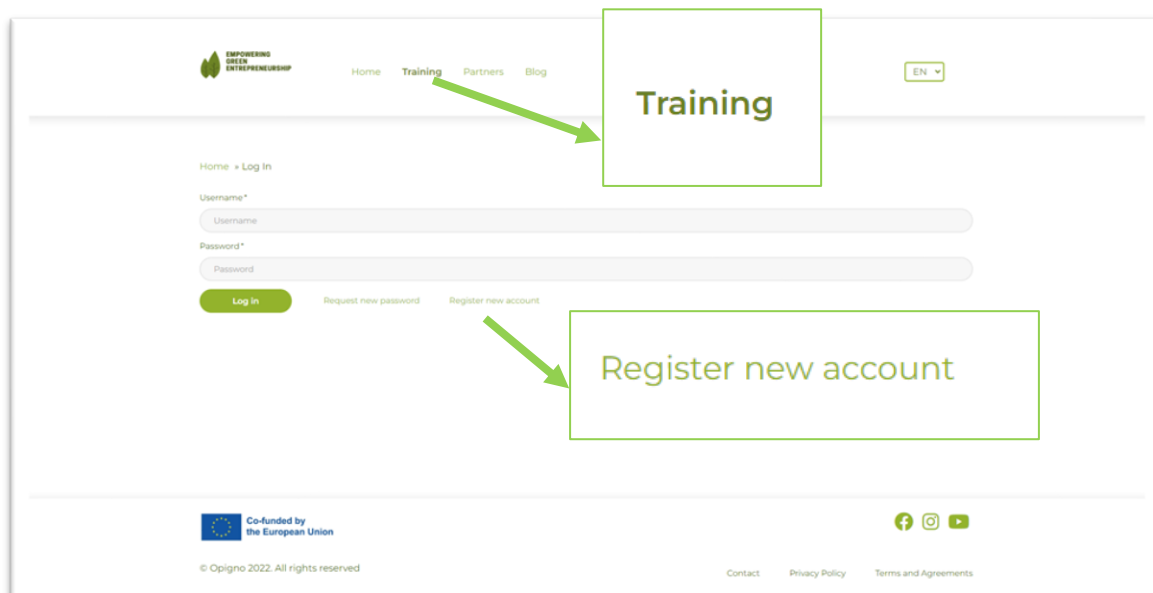 EMPOWERING
GREEN
ENTREPRENEURSHIP
Home Training Partners Blog
Training
EN
Home » Log In
Username*
Username
Password*
Password
Log in Request new password Register new account
Register new account
Co-funded by
the European Union
© Opigno 2022. All rights reserved
Contact Privacy Policy Terms and Agreements